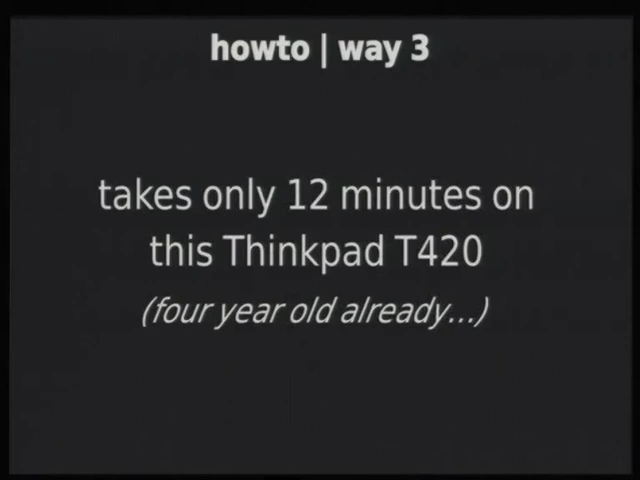 howto | way 3
takes only 12 minutes on
this Thinkpad T420
(four year old already...)